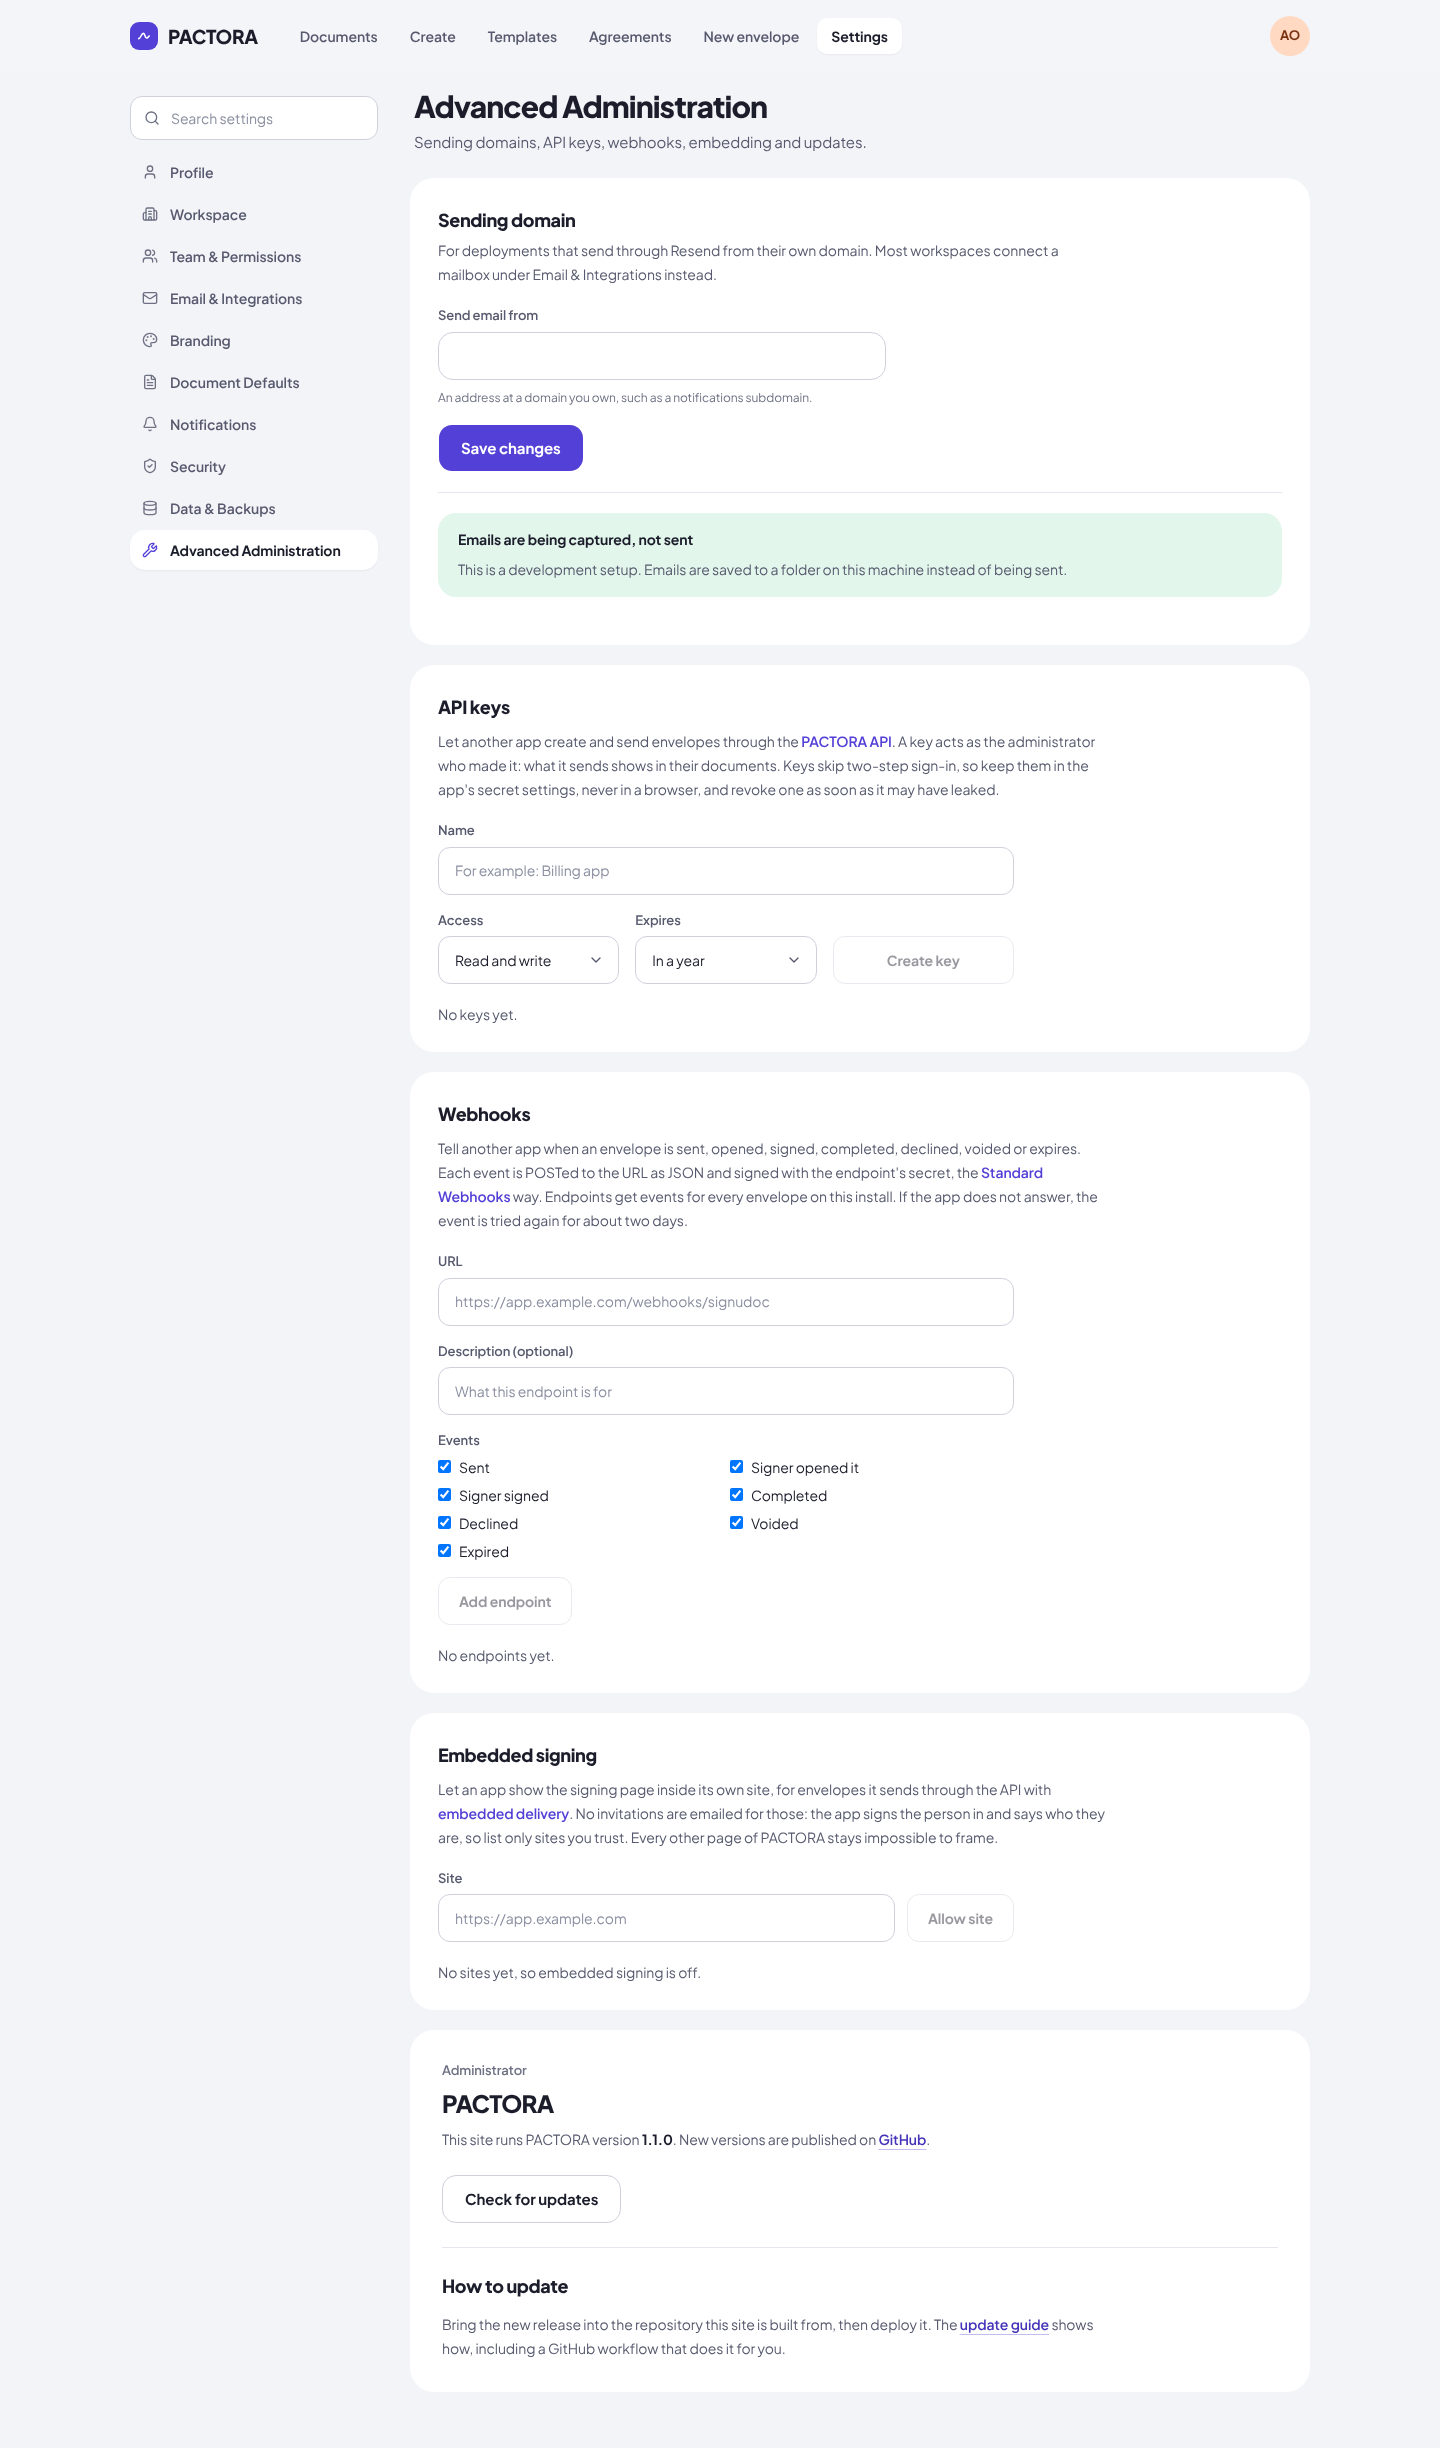 PACTORA
Documents
Create
Templates
Agreements
New envelope
Settings
AO
Search settings
Profile
Workspace
Team & Permissions
Email & Integrations
Branding
Document Defaults
Notifications
Security
Data & Backups
Advanced Administration
Advanced Administration
Sending domains, API keys, webhooks, embedding and updates.
Sending domain
For deployments that send through Resend from their own domain. Most workspaces connect a
mailbox under Email & Integrations instead.
Send email from
An address at a domain you own, such as a notifications subdomain.
Save changes
Emails are being captured, not sent
This is a development setup. Emails are saved to a folder on this machine instead of being sent.
API keys
Let another app create and send envelopes through the PACTORA API. A key acts as the administrator
who made it: what it sends shows in their documents. Keys skip two-step sign-in, so keep them in the
app's secret settings, never in a browser, and revoke one as soon as it may have leaked.
Name
For example: Billing app
Access
Expires
Read and write
In a year
Create key
No keys yet.
Webhooks
Tell another app when an envelope is sent, opened, signed, completed, declined, voided or expires.
Each event is POSTed to the URL as JSON and signed with the endpoint's secret, the Standard
Webhooks way. Endpoints get events for every envelope on this install. If the app does not answer, the
event is tried again for about two days.
URL
https://app.example.com/webhooks/signudoc
Description (optional)
What this endpoint is for
Events
Sent
Signer opened it
Signer signed
Completed
Declined
Voided
Expired
Add endpoint
No endpoints yet.
Embedded signing
Let an app show the signing page inside its own site, for envelopes it sends through the API with
embedded delivery. No invitations are emailed for those: the app signs the person in and says who they
are, so list only sites you trust. Every other page of PACTORA stays impossible to frame.
Site
https://app.example.com
Allow site
No sites yet, so embedded signing is off.
Administrator
PACTORA
This site runs PACTORA version 1.1.0. New versions are published on GitHub.
Check for updates
How to update
Bring the new release into the repository this site is built from, then deploy it. The update guide shows
how, including a GitHub workflow that does it for you.